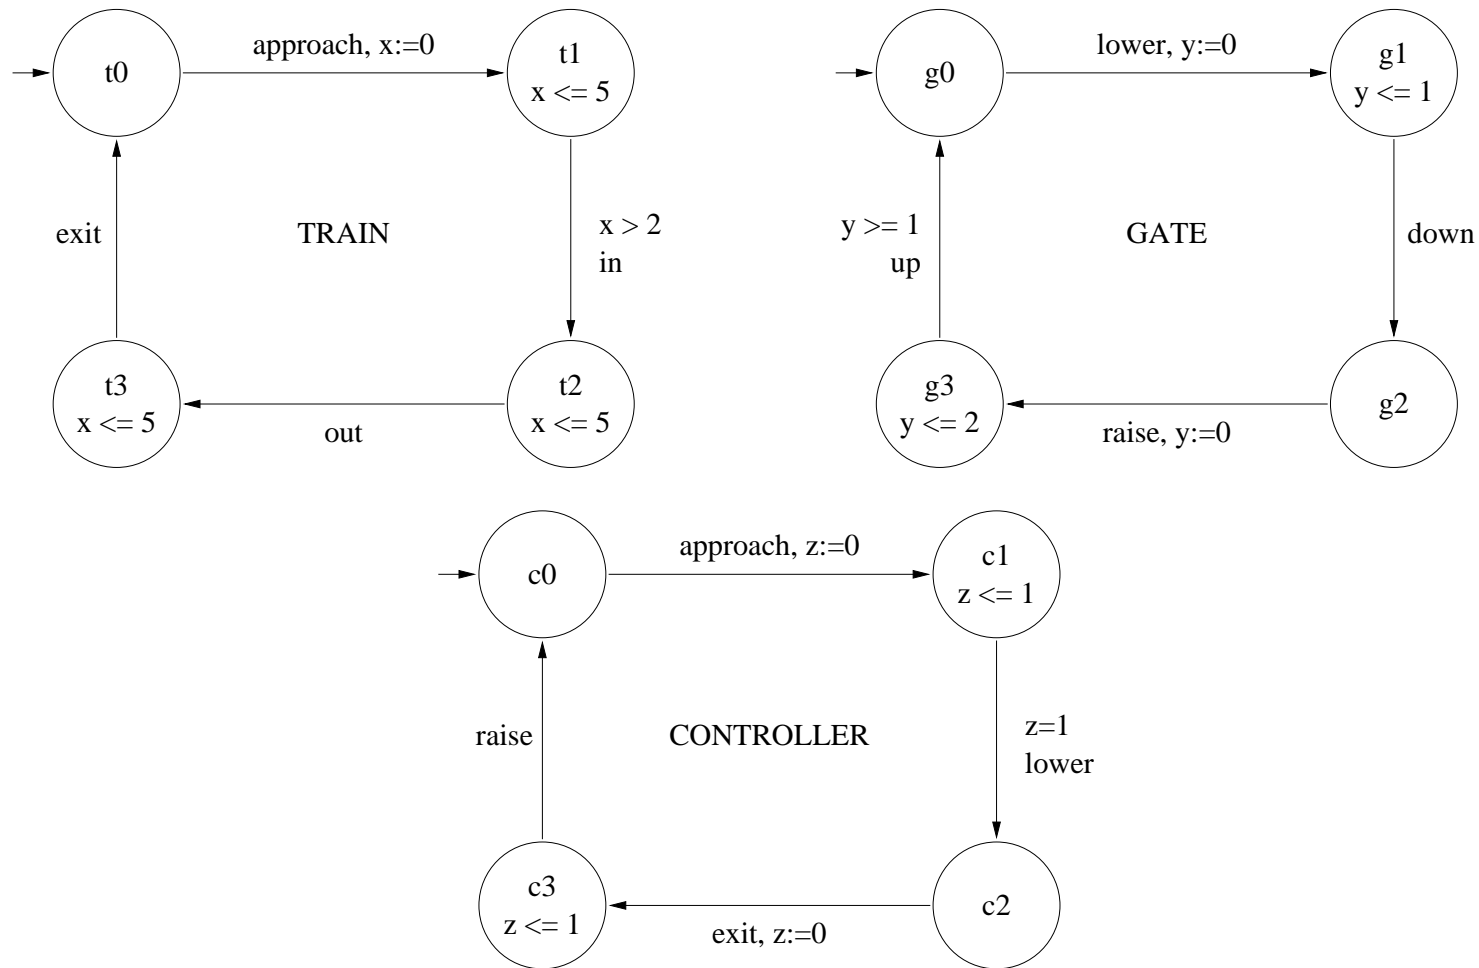 approach, x:=0
t0
t1
x <= 5
exit
TRAIN
x > 2
in
t3
x <= 5
out
t2
x <= 5
lower, y:=0
g0
g1
y <= 1
y >= 1
up
GATE
down
g3
y <= 2
raise, y:=0
g2
approach, z:=0
c0
c1
z <= 1
raise
CONTROLLER
z=1
lower
c3
z <= 1
exit, z:=0
c2